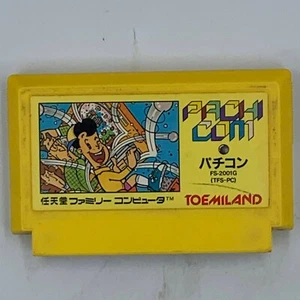 PACHI
COM
パチコン
FS-2001G
(TFS-PC)
任天堂 ファミリー コンピュータ™
TOEMILAND